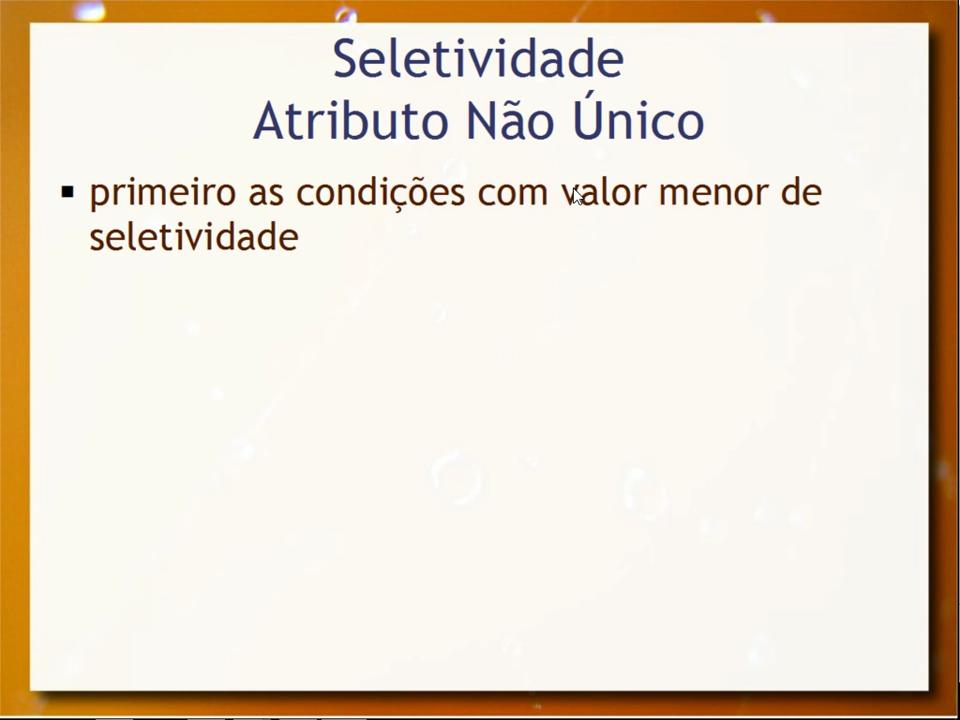 Seletividade
Atributo Não Único
▪ primeiro as condições com valor menor de
seletividade